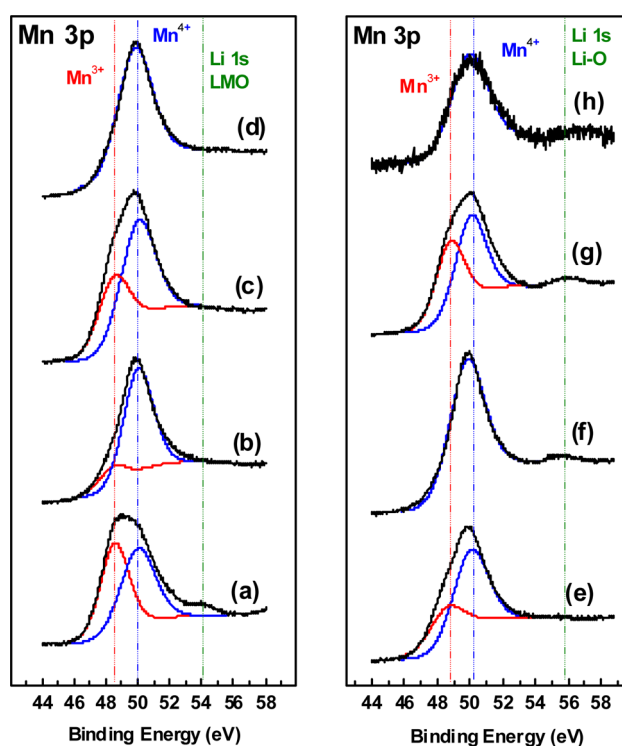 Mn 3p
Mn⁴⁺
Li 1s
LMO
Mn³⁺
(d)
(c)
(b)
(a)
44 46 48 50 52 54 56 58
Binding Energy (eV)
Mn 3p
Mn⁴⁺
Li 1s
Li-O
Mn³⁺
(h)
(g)
(f)
(e)
44 46 48 50 52 54 56 58
Binding Energy (eV)